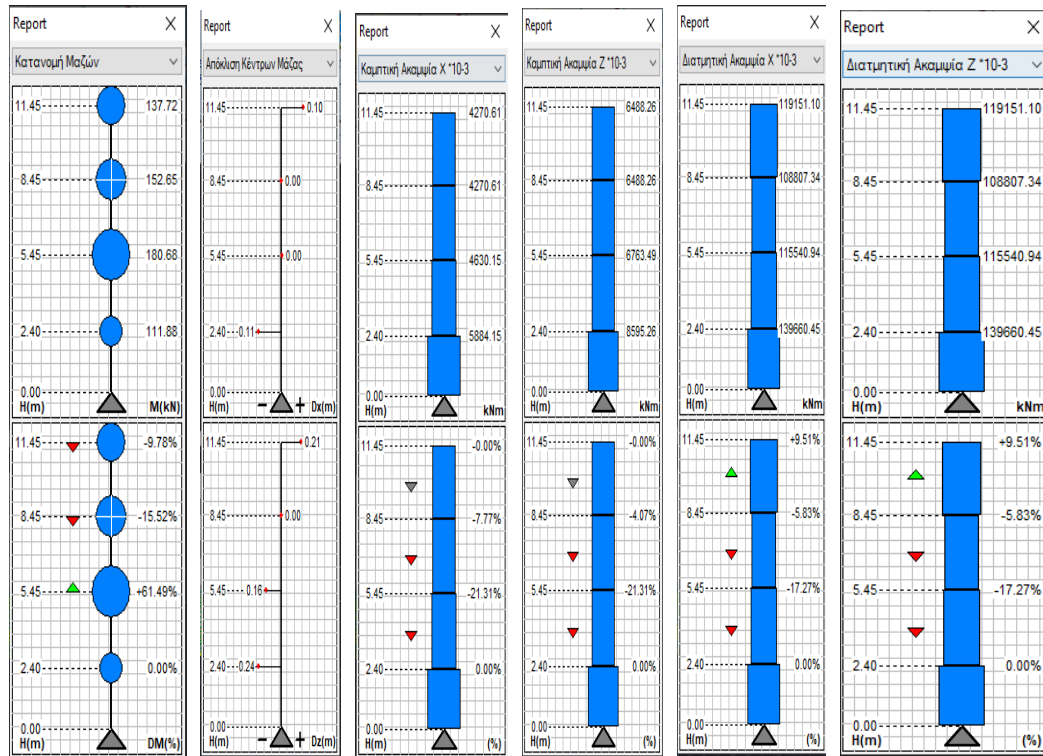 Report X
Κατανομή Μαζών
11.45 137.72
8.45 152.65
5.45 180.68
2.40 111.88
0.00
H(m) M(kN)
11.45 -9.78%
8.45 -15.52%
5.45 +61.49%
2.40 0.00%
0.00
H(m) DM(%)
Report X
Απόκλιση Κέντρων Μάζας
11.45 0.10
8.45 0.00
5.45 0.00
2.40 -0.11
0.00
H(m) - + Dx(m)
11.45 0.21
8.45 0.00
5.45 -0.16
2.40 -0.24
0.00
H(m) - + Dz(m)
Report X
Καμπτική Ακαμψία X *10-3
11.45 4270.61
8.45 4270.61
5.45 4630.15
2.40 5884.15
0.00
H(m) kNm
11.45 -0.00%
8.45 -7.77%
5.45 -21.31%
2.40 0.00%
0.00
H(m) (%)
Report X
Καμπτική Ακαμψία Z *10-3
11.45 6488.26
8.45 6488.26
5.45 6763.49
2.40 8595.26
0.00
H(m) kNm
11.45 -0.00%
8.45 -4.07%
5.45 -21.31%
2.40 0.00%
0.00
H(m) (%)
Report X
Διατμητική Ακαμψία X *10-3
11.45 119151.10
8.45 108807.34
5.45 115540.94
2.40 139660.45
0.00
H(m) kNm
11.45 +9.51%
8.45 -5.83%
5.45 -17.27%
2.40 0.00%
0.00
H(m) (%)
Report X
Διατμητική Ακαμψία Z *10-3
11.45 119151.10
8.45 108807.34
5.45 115540.94
2.40 139660.45
0.00
H(m) kNm
11.45 +9.51%
8.45 -5.83%
5.45 -17.27%
2.40 0.00%
0.00
H(m) (%)